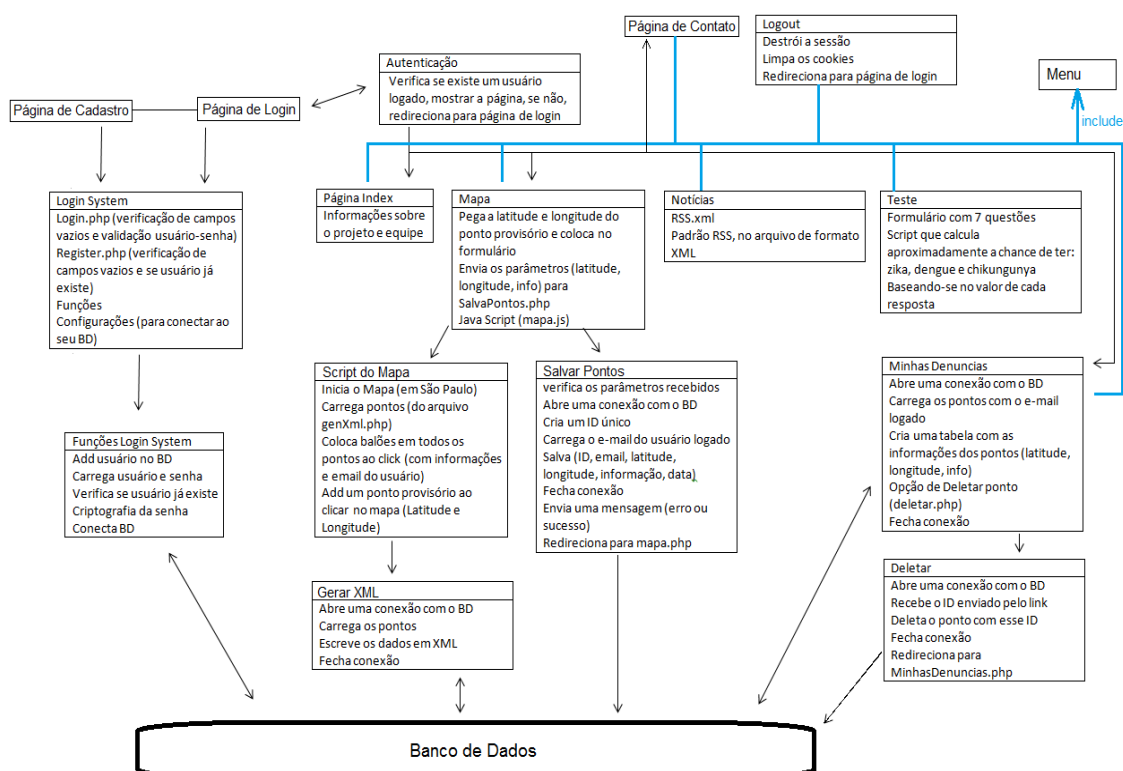 Página de Contato
Logout
Destrói a sessão
Limpa os cookies
Redireciona para página de login
Autenticação
Verifica se existe um usuário
logado, mostrar a página, se não,
redireciona para página de login
Menu
include
Página de Cadastro
Página de Login
Login System
Login.php (verificação de campos
vazios e validação usuário-senha)
Register.php (verificação de
campos vazios e se usuário já
existe)
Funções
Configurações (para conectar ao
seu BD)
Página Index
Informações sobre
o projeto e equipe
Mapa
Pega a latitude e longitude do
ponto provisório e coloca no
formulário
Envia os parâmetros (latitude,
longitude, info) para
SalvaPontos.php
Java Script (mapa.js)
Notícias
RSS.xml
Padrão RSS, no arquivo de formato
XML
Teste
Formulário com 7 questões
Script que calcula
aproximadamente a chance de ter:
zika, dengue e chikungunya
Baseando-se no valor de cada
resposta
Script do Mapa
Inicia o Mapa (em São Paulo)
Carrega pontos (do arquivo
genXml.php)
Coloca balões em todos os
pontos ao click (com informações
e email do usuário)
Add um ponto provisório ao
clicar no mapa (Latitude e
Longitude)
Salvar Pontos
verifica os parâmetros recebidos
Abre uma conexão com o BD
Cria um ID único
Carrega o e-mail do usuário logado
Salva (ID, email, latitude,
longitude, informação, data)
Fecha conexão
Envia uma mensagem (erro ou
sucesso)
Redireciona para mapa.php
Minhas Denuncias
Abre uma conexão com o BD
Carrega os pontos com o e-mail
logado
Cria uma tabela com as
informações dos pontos (latitude,
longitude, info)
Opção de Deletar ponto
(deletar.php)
Fecha conexão
Funções Login System
Add usuário no BD
Carrega usuário e senha
Verifica se usuário já existe
Criptografia da senha
Conecta BD
Gerar XML
Abre uma conexão com o BD
Carrega os pontos
Escreve os dados em XML
Fecha conexão
Deletar
Abre uma conexão com o BD
Recebe o ID enviado pelo link
Deleta o ponto com esse ID
Fecha conexão
Redireciona para
MinhasDenuncias.php
Banco de Dados